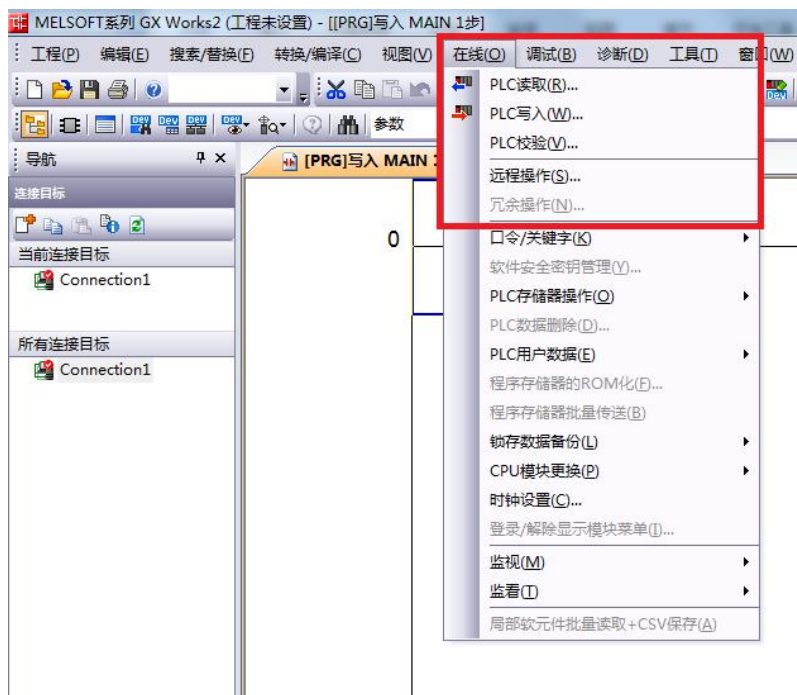 MELSOFT系列 GX Works2 (工程未设置) - [[PRG]写入 MAIN 1步]
工程(P) 编辑(E) 搜索/替换(F) 转换/编译(C) 视图(V) 在线(O) 调试(B) 诊断(D) 工具(T) 窗口(W)
参数
导航
[PRG]写入 MAIN
连接目标
当前连接目标
Connection1
所有连接目标
Connection1
0
PLC读取(R)...
PLC写入(W)...
PLC校验(V)...
远程操作(S)...
冗余操作(N)...
口令/关键字(K)
软件安全密钥管理(Y)...
PLC存储器操作(O)
PLC数据删除(D)...
PLC用户数据(E)
程序存储器的ROM化(F)...
程序存储器批量传送(B)
锁存数据备份(L)
CPU模块更换(P)
时钟设置(C)...
登录/解除显示模块菜单(I)...
监视(M)
监看(T)
局部软元件批量读取+CSV保存(A)